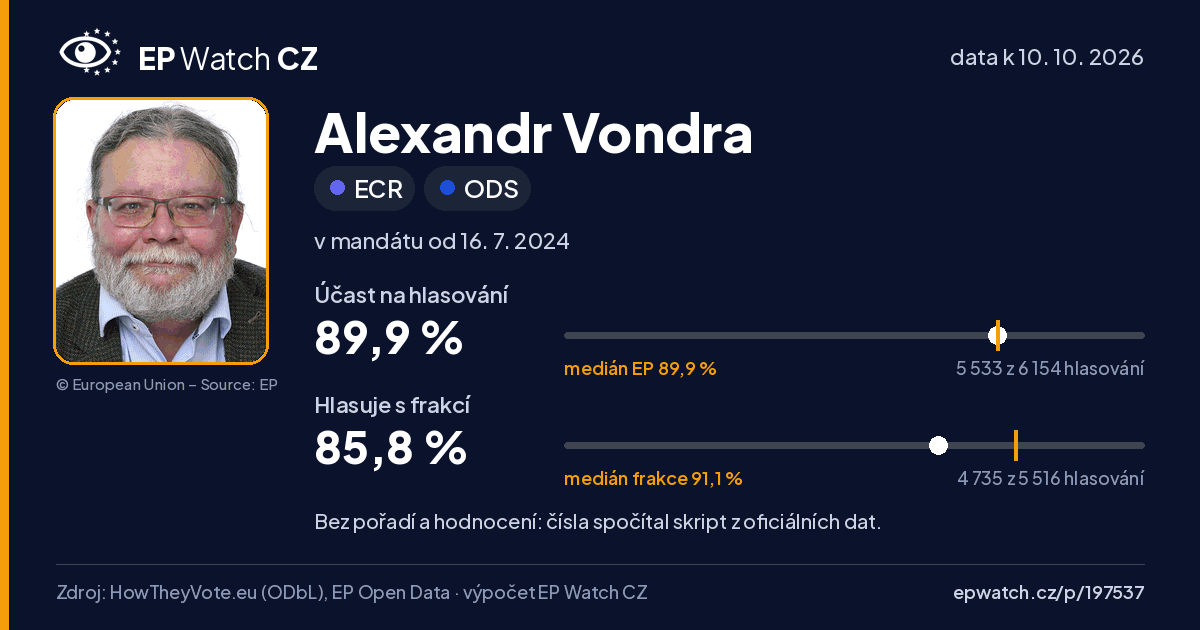 EP Watch CZ
data k 10. 10. 2026
Alexandr Vondra
ECR
ODS
v mandátu od 16. 7. 2024
Účast na hlasování
89,9 %
medián EP 89,9 %
5 533 z 6 154 hlasování
© European Union – Source: EP
Hlasuje s frakcí
85,8 %
medián frakce 91,1 %
4 735 z 5 516 hlasování
Bez pořadí a hodnocení: čísla spočítal skript z oficiálních dat.
Zdroj: HowTheyVote.eu (ODbL), EP Open Data · výpočet EP Watch CZ
epwatch.cz/p/197537